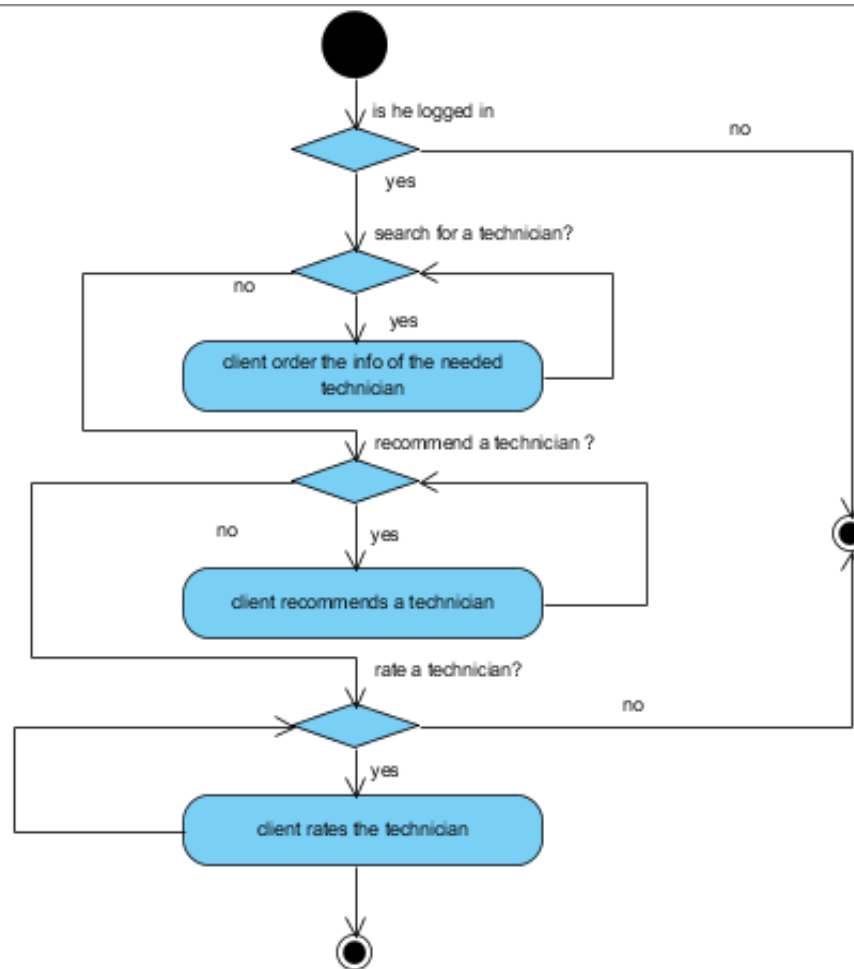 is he logged in
no
yes
search for a technician?
no
yes
client order the info of the needed
technician
recommend a technician ?
no
yes
client recommends a technician
rate a technician?
no
yes
client rates the technician